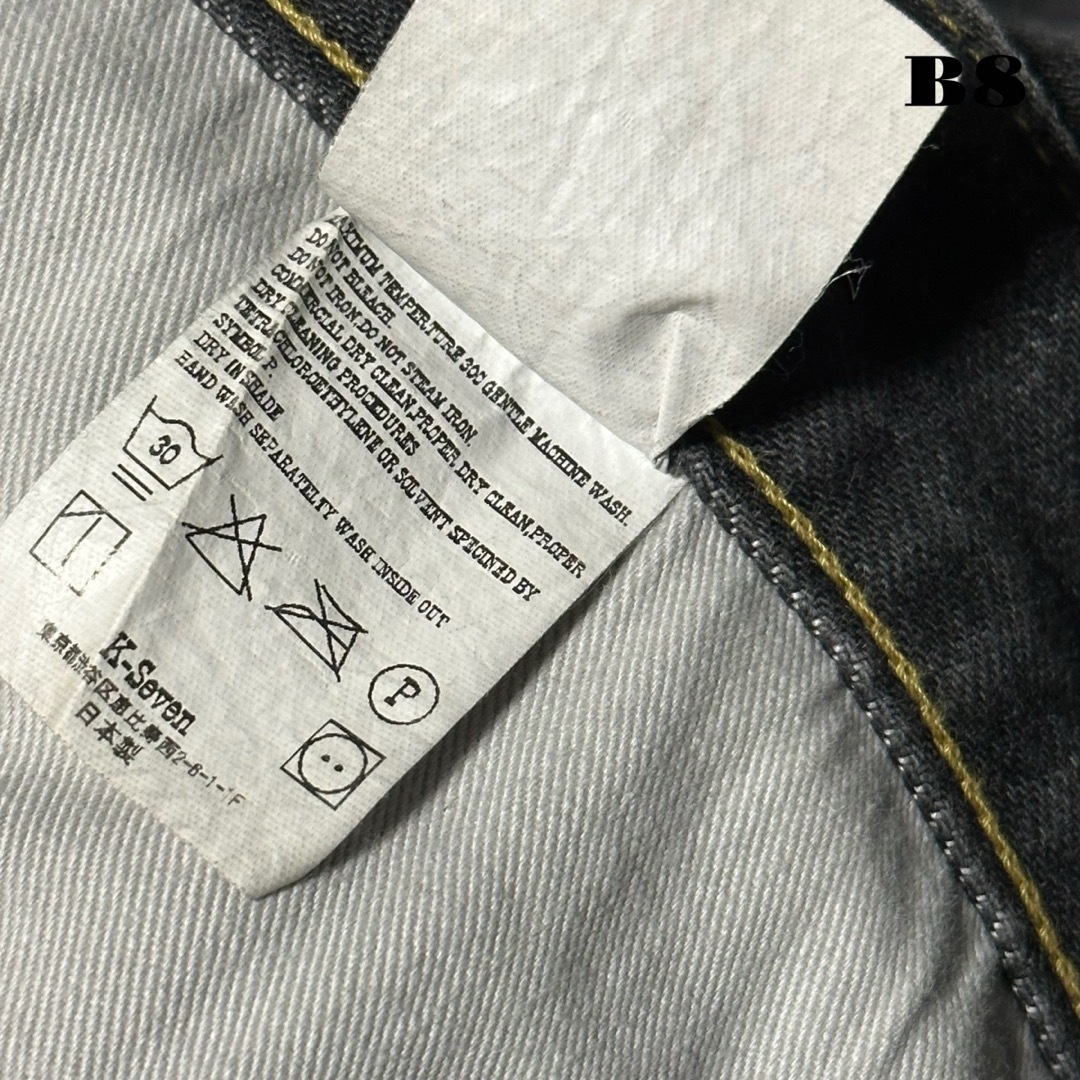 B8
MAXIMUM TEMPERTURE 30C GENTLE MACHINE WASH.
DO NOT BLEACH.
DO NOT IRON.DO NOT STEAM IRON.
COMMERCIAL DRY CLEAN,PROPER DRY CLEAN,PROPER
DRY CLEANING PROCEDURES
TETRACHLOROETHYLENE OR SOLVENT SPECINED BY
SYMBOL P.
DRY IN SHADE
HAND WASH SEPARATELTY WASH INSIDE OUT
30
P
K-Seven
東京都渋谷区恵比寿西2-8-1-1F
日本製